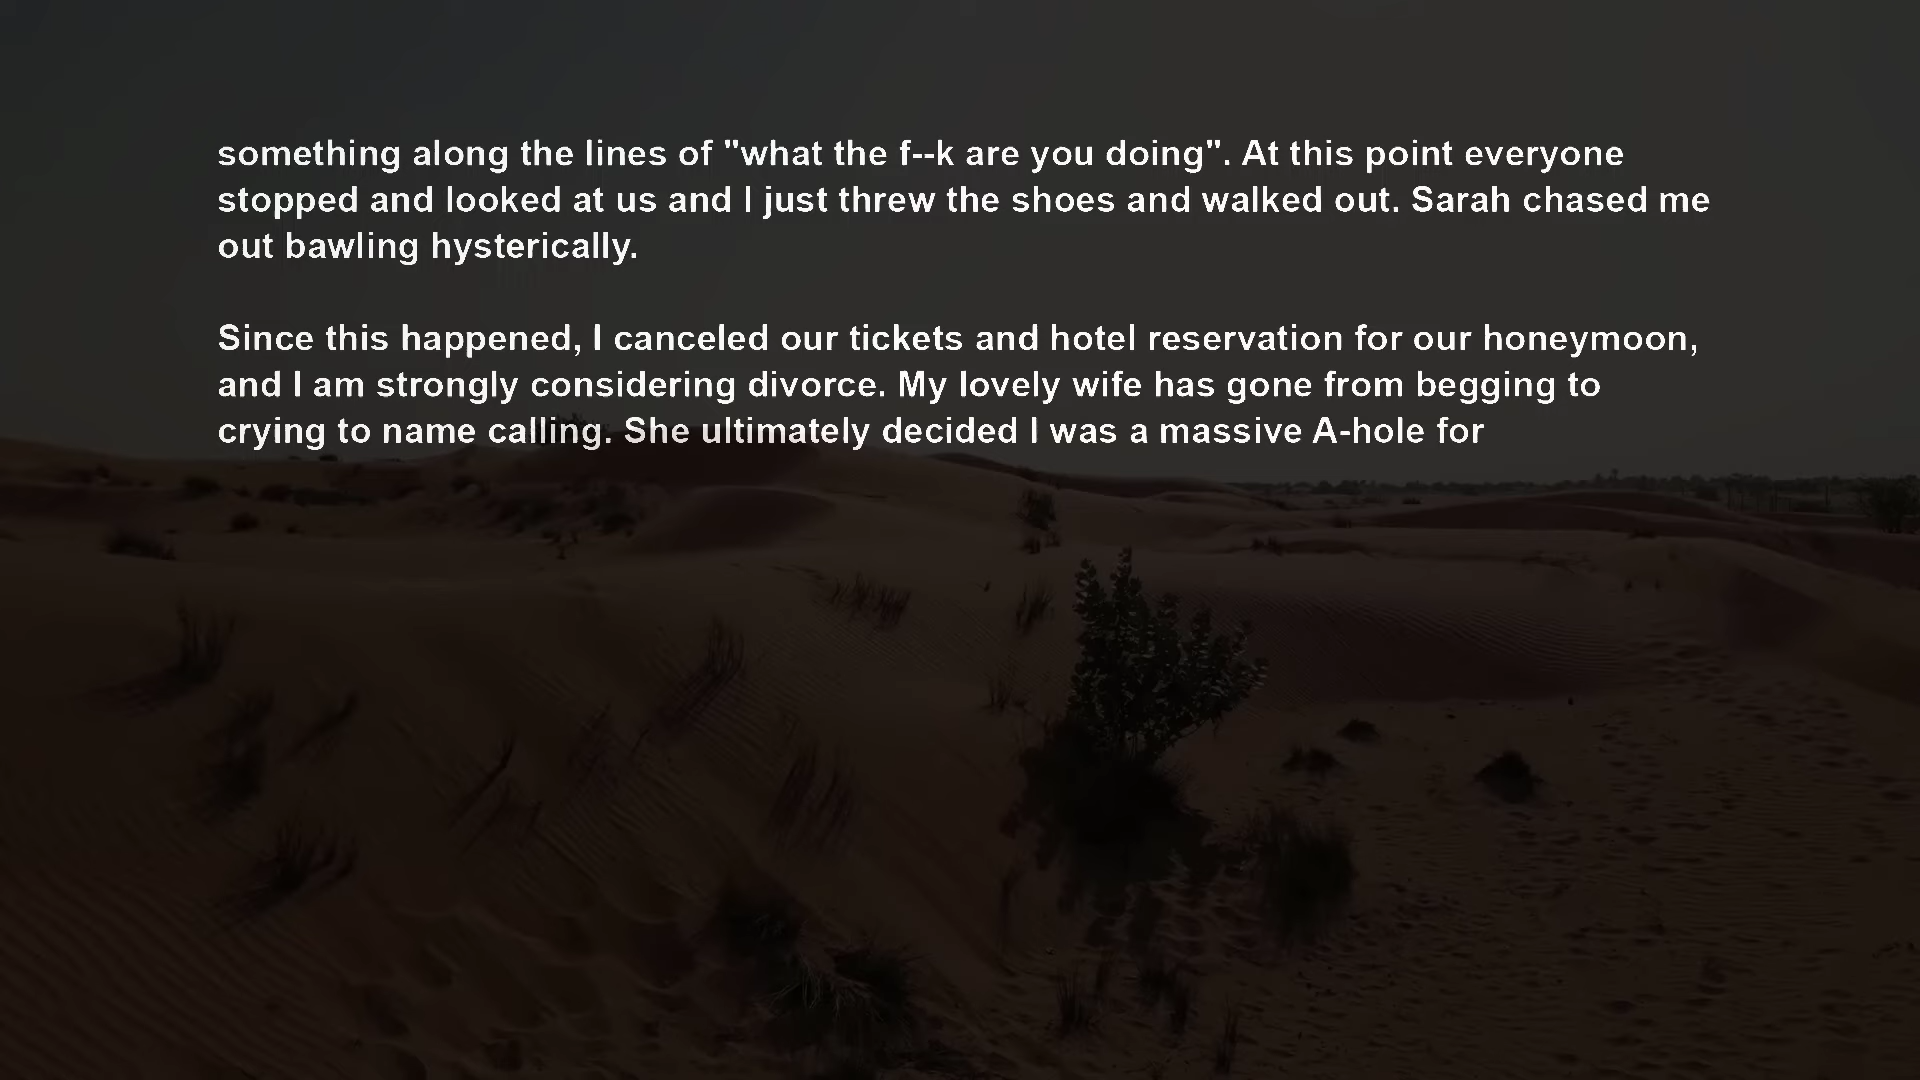 something along the lines of "what the f--k are you doing". At this point everyone
stopped and looked at us and I just threw the shoes and walked out. Sarah chased me
out bawling hysterically.
Since this happened, I canceled our tickets and hotel reservation for our honeymoon,
and I am strongly considering divorce. My lovely wife has gone from begging to
crying to name calling. She ultimately decided I was a massive A-hole for